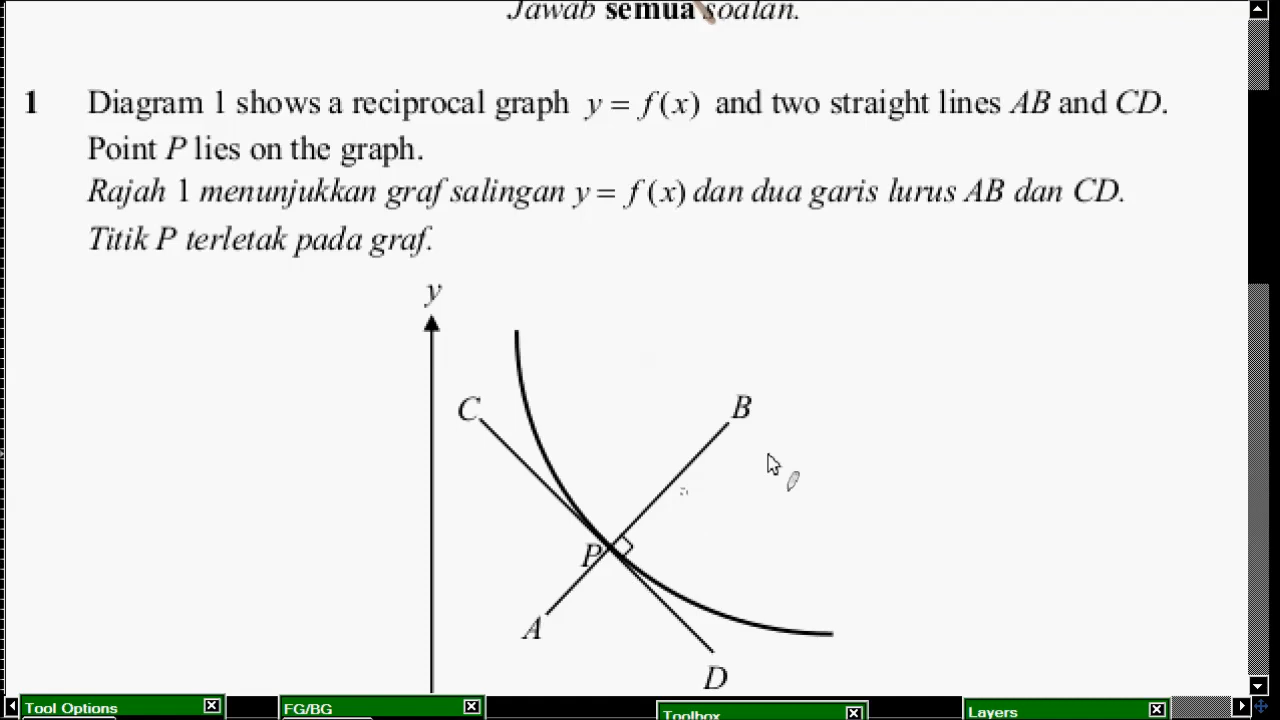 Jawab semua soalan.
1 Diagram 1 shows a reciprocal graph y = f(x) and two straight lines AB and CD.
Point P lies on the graph.
Rajah 1 menunjukkan graf salingan y = f(x) dan dua garis lurus AB dan CD.
Titik P terletak pada graf.
y
C
B
P
A
D
Tool Options
FG/BG
Toolbox
Layers